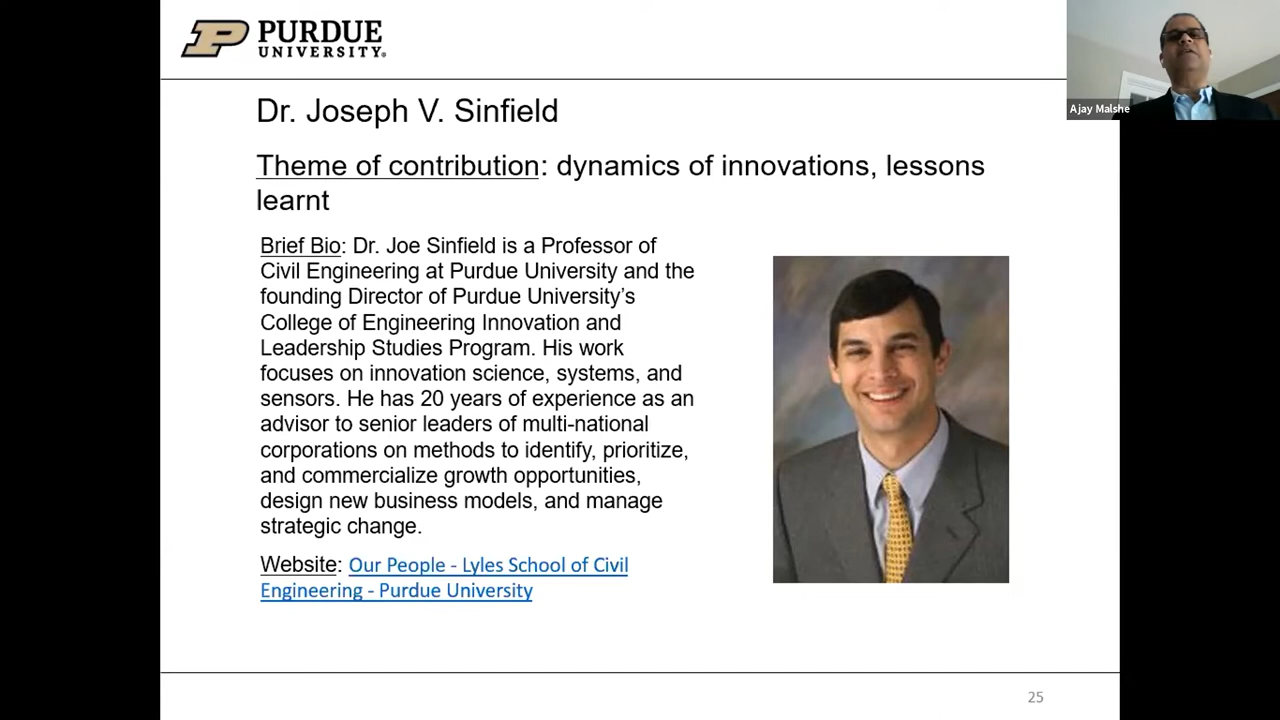 PURDUE
UNIVERSITY®
Ajay Malshe
Dr. Joseph V. Sinfield
Theme of contribution: dynamics of innovations, lessons
learnt
Brief Bio: Dr. Joe Sinfield is a Professor of
Civil Engineering at Purdue University and the
founding Director of Purdue University’s
College of Engineering Innovation and
Leadership Studies Program. His work
focuses on innovation science, systems, and
sensors. He has 20 years of experience as an
advisor to senior leaders of multi-national
corporations on methods to identify, prioritize,
and commercialize growth opportunities,
design new business models, and manage
strategic change.
Website: Our People - Lyles School of Civil
Engineering - Purdue University
25